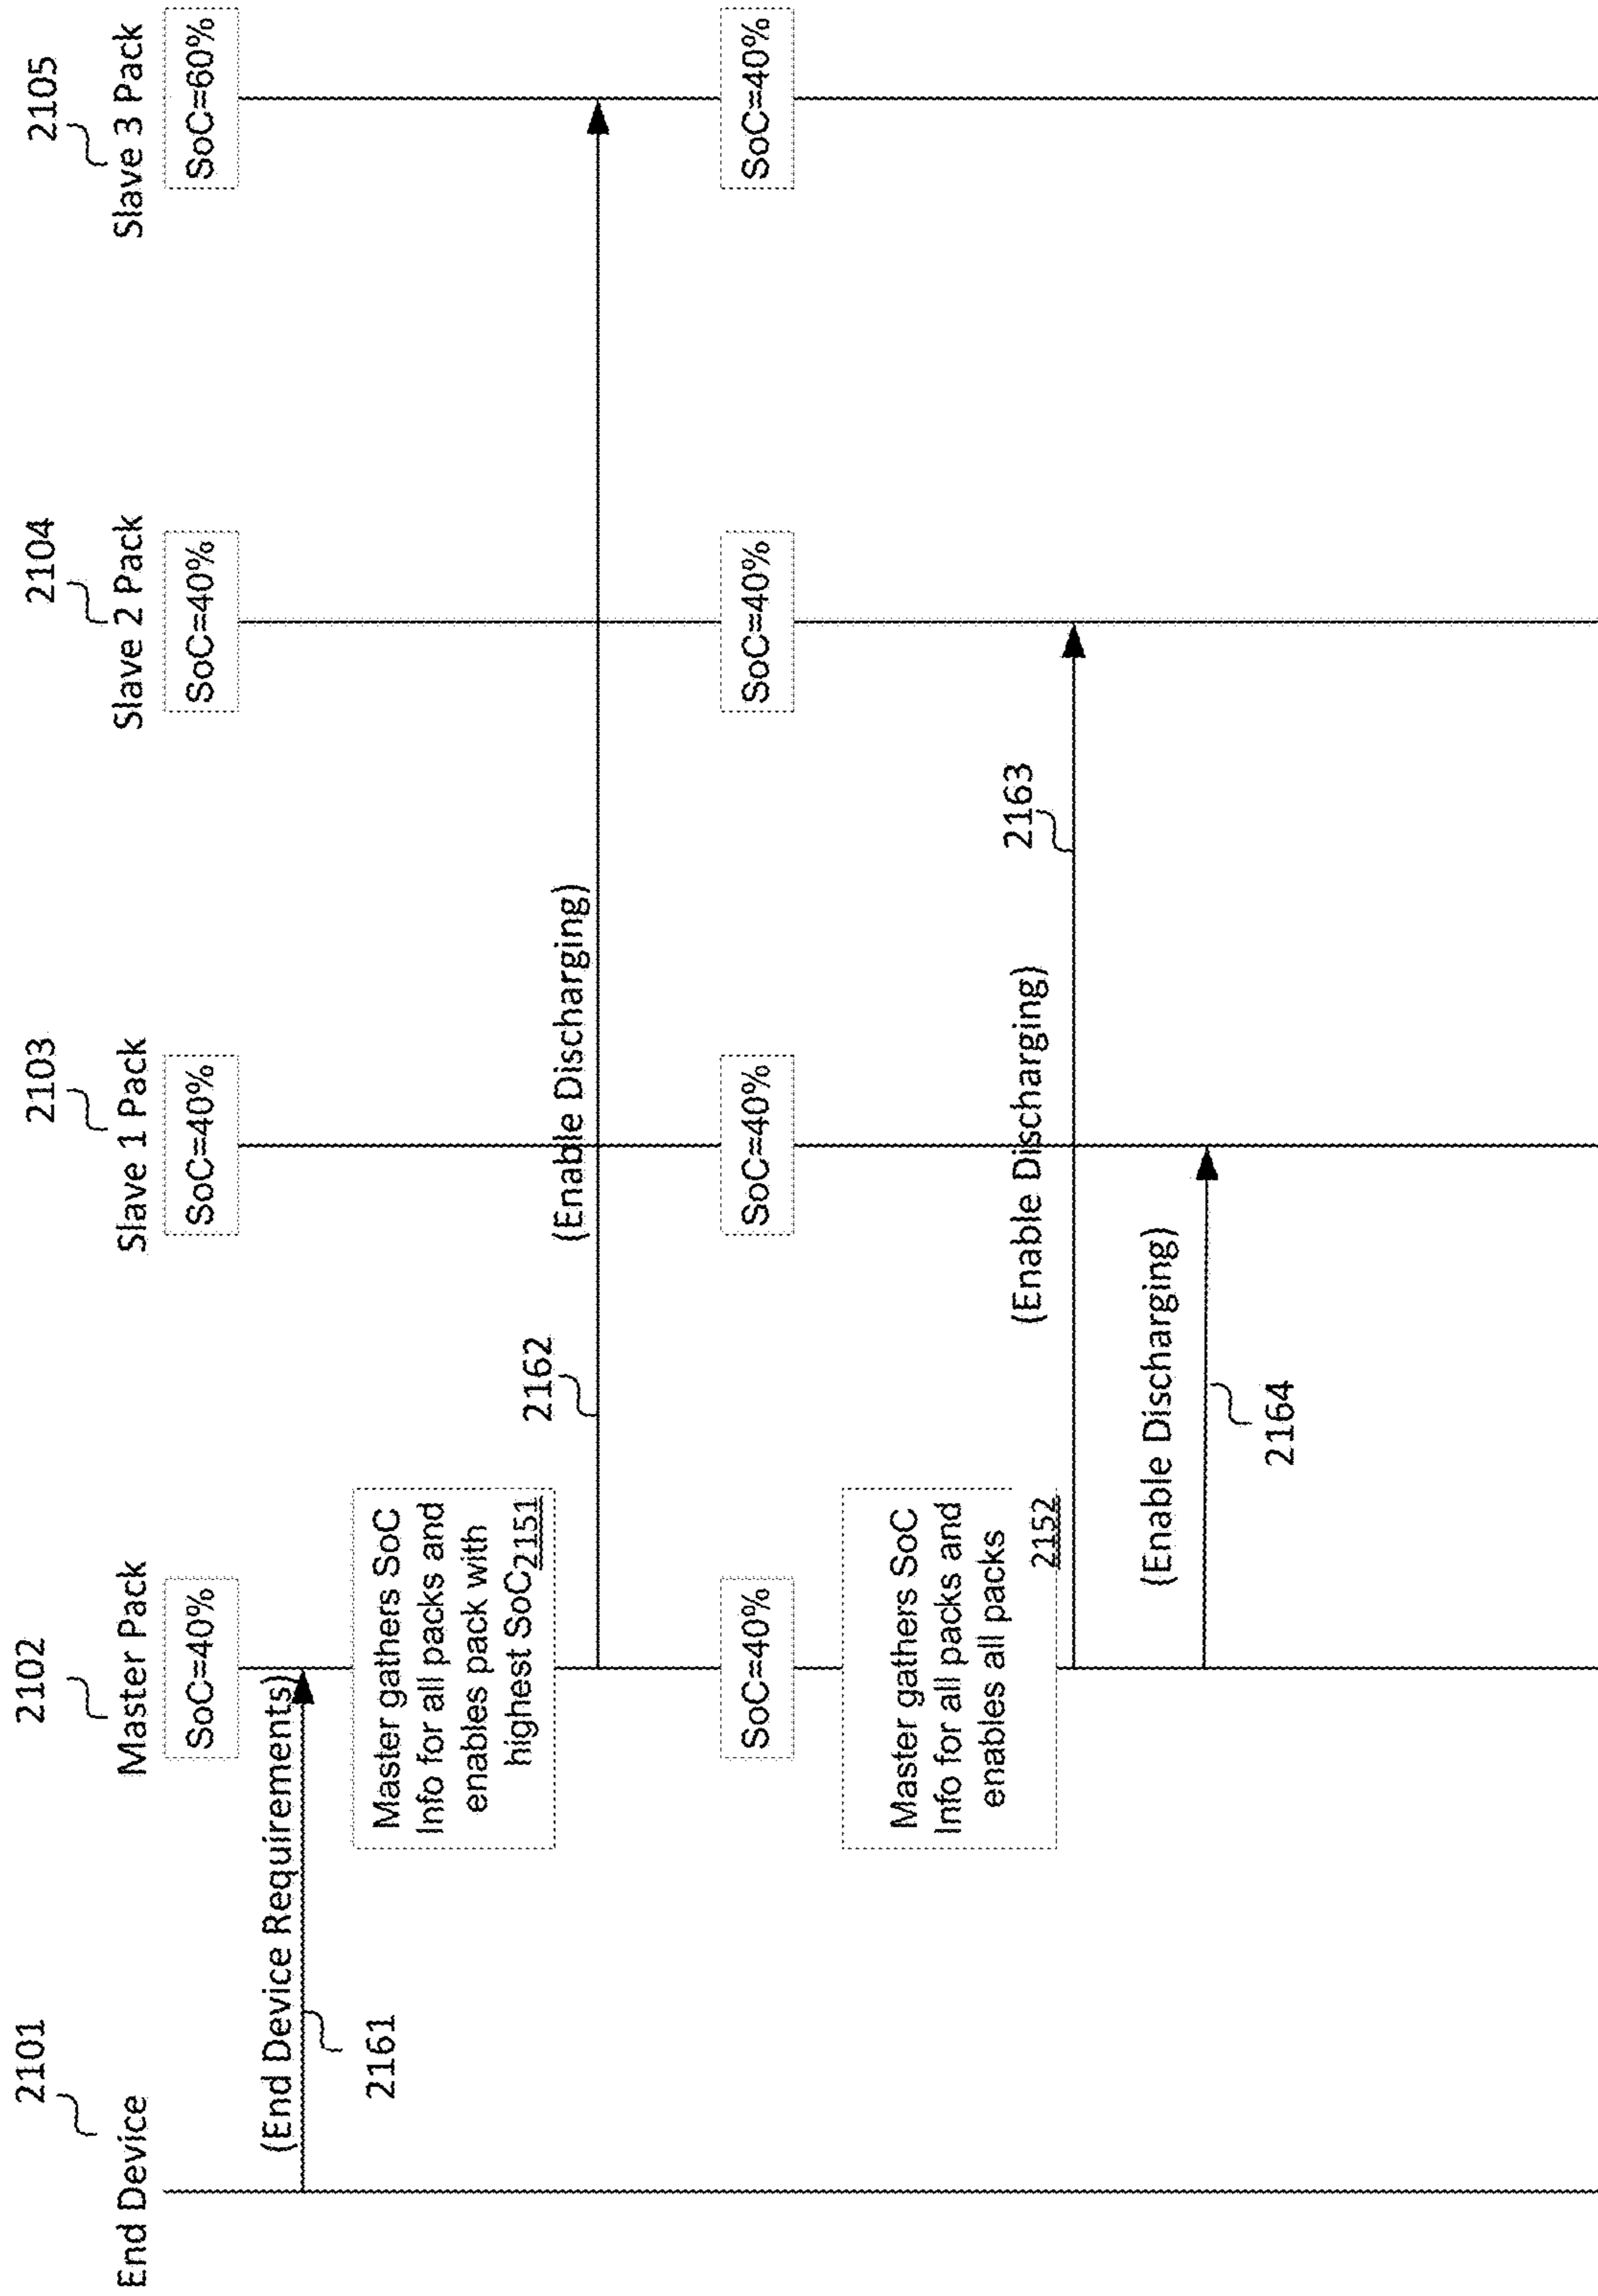 2101
2102
2103
2104
2105
End Device
Master Pack
Slave 1 Pack
Slave 2 Pack
Slave 3 Pack
SoC=40%
SoC=40%
SoC=40%
SoC=60%
(End Device Requirements)
2161
Master gathers SoC
Info for all packs and
enables pack with
highest SoC 2151
2162
(Enable Discharging)
SoC=40%
SoC=40%
SoC=40%
SoC=40%
Master gathers SoC
Info for all packs and
enables all packs
2152
(Enable Discharging)
2163
(Enable Discharging)
2164